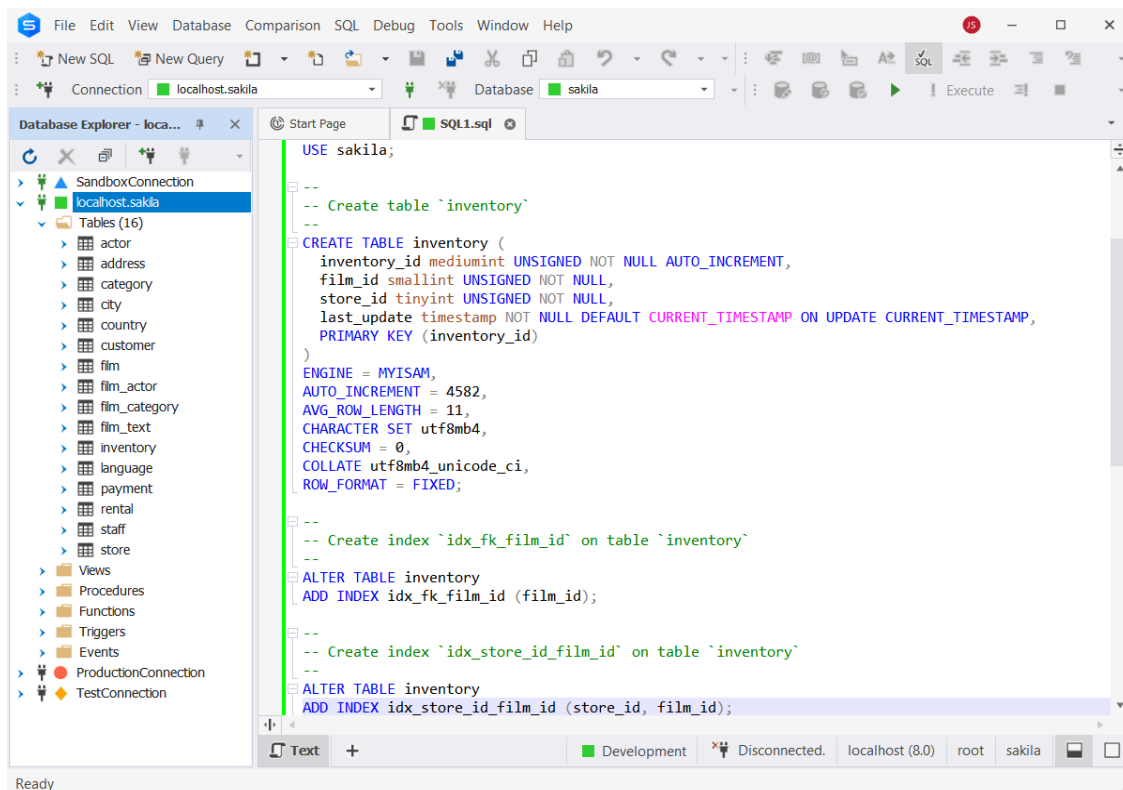 S File Edit View Database Comparison SQL Debug Tools Window Help JS
New SQL New Query SQL
Connection localhost.sakila Database sakila Execute
Database Explorer - loca...
Start Page SQL1.sql
SandboxConnection
localhost.sakila
Tables (16)
actor
address
category
city
country
customer
film
film_actor
film_category
film_text
inventory
language
payment
rental
staff
store
Views
Procedures
Functions
Triggers
Events
ProductionConnection
TestConnection
USE sakila;
--
-- Create table `inventory`
--
CREATE TABLE inventory (
  inventory_id mediumint UNSIGNED NOT NULL AUTO_INCREMENT,
  film_id smallint UNSIGNED NOT NULL,
  store_id tinyint UNSIGNED NOT NULL,
  last_update timestamp NOT NULL DEFAULT CURRENT_TIMESTAMP ON UPDATE CURRENT_TIMESTAMP,
  PRIMARY KEY (inventory_id)
)
ENGINE = MYISAM,
AUTO_INCREMENT = 4582,
AVG_ROW_LENGTH = 11,
CHARACTER SET utf8mb4,
CHECKSUM = 0,
COLLATE utf8mb4_unicode_ci,
ROW_FORMAT = FIXED;
--
-- Create index `idx_fk_film_id` on table `inventory`
--
ALTER TABLE inventory
ADD INDEX idx_fk_film_id (film_id);
--
-- Create index `idx_store_id_film_id` on table `inventory`
--
ALTER TABLE inventory
ADD INDEX idx_store_id_film_id (store_id, film_id);
Text + Development Disconnected. localhost (8.0) root sakila
Ready